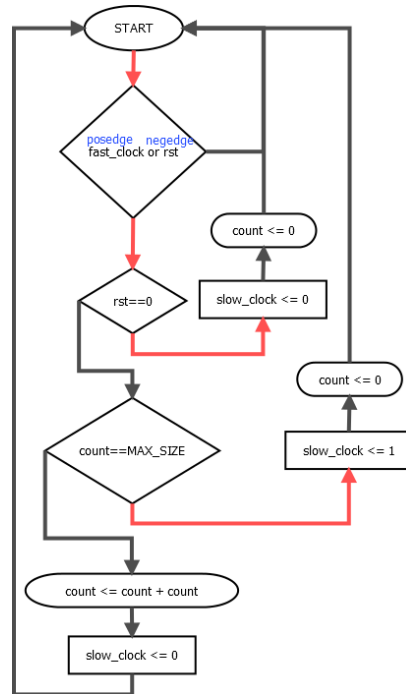 START
posedge negedge
fast_clock or rst
count <= 0
rst==0
slow_clock <= 0
count <= 0
count==MAX_SIZE
slow_clock <= 1
count <= count + count
slow_clock <= 0